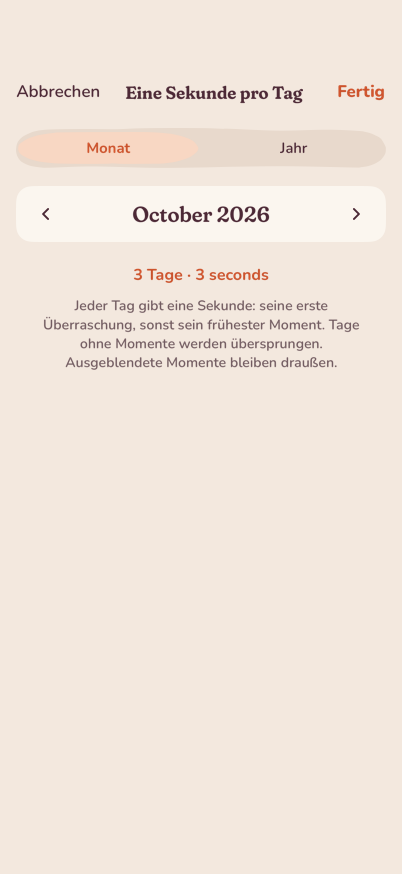 Abbrechen Eine Sekunde pro Tag Fertig
Monat Jahr
October 2026
3 Tage · 3 seconds
Jeder Tag gibt eine Sekunde: seine erste
Überraschung, sonst sein frühester Moment. Tage
ohne Momente werden übersprungen.
Ausgeblendete Momente bleiben draußen.